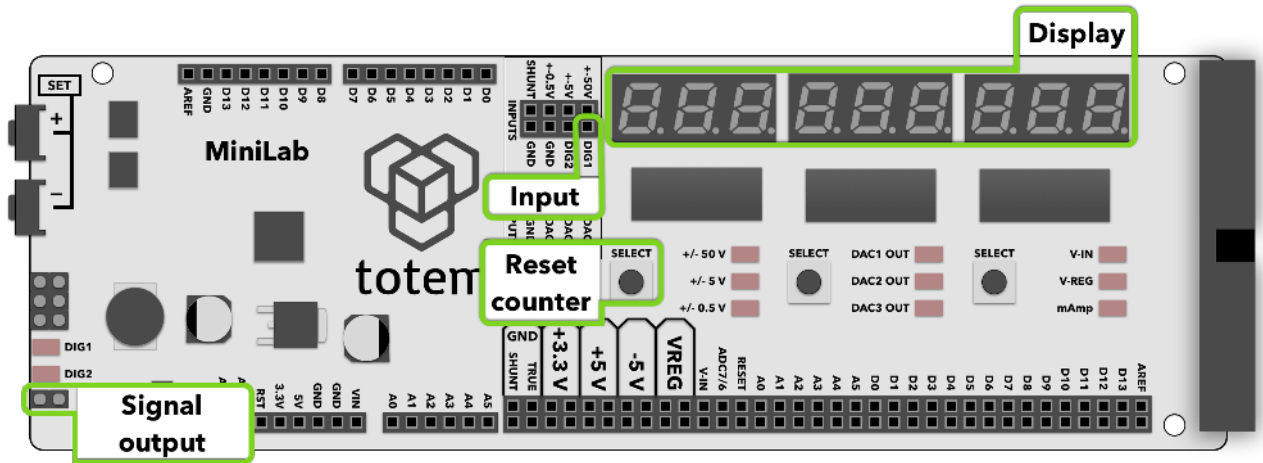 Display
SET
+
−
AREF GND D13 D12 D11 D10 D9 D8
D7 D6 D5 D4 D3 D2 D1 D0
SHUNT +-0.5V +-5V +-50V
INPUTS
GND GND DIG2 DIG1
MiniLab
Input
totem
Reset
counter
SELECT
+/- 50 V
+/- 5 V
+/- 0.5 V
SELECT
DAC1 OUT
DAC2 OUT
DAC3 OUT
SELECT
V-IN
V-REG
mAmp
DIG1
DIG2
Signal
output
RST 3.3V 5V GND GND VIN
A0 A1 A2 A3 A4 A5
GND
SHUNT TRUE
+3.3 V
+5 V
-5 V
VREG
V-IN ADC7/6 RESET A0 A1 A2 A3 A4 A5 D0 D1 D2 D3 D4 D5 D6 D7 D8 D9 D10 D11 D12 D13 AREF